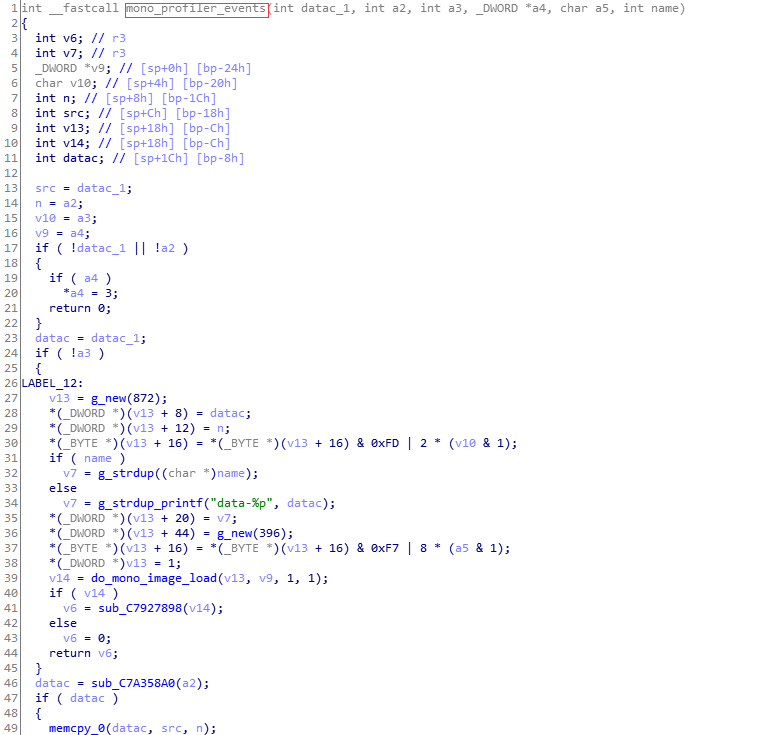 1 int __fastcall mono_profiler_events(int datac_1, int a2, int a3, _DWORD *a4, char a5, int name)
2 {
3   int v6; // r3
4   int v7; // r3
5   _DWORD *v9; // [sp+0h] [bp-24h]
6   char v10; // [sp+4h] [bp-20h]
7   int n; // [sp+8h] [bp-1Ch]
8   int src; // [sp+Ch] [bp-18h]
9   int v13; // [sp+18h] [bp-Ch]
10   int v14; // [sp+18h] [bp-Ch]
11   int datac; // [sp+1Ch] [bp-8h]
12
13   src = datac_1;
14   n = a2;
15   v10 = a3;
16   v9 = a4;
17   if ( !datac_1 || !a2 )
18   {
19     if ( a4 )
20       *a4 = 3;
21     return 0;
22   }
23   datac = datac_1;
24   if ( !a3 )
25   {
26 LABEL_12:
27     v13 = g_new(872);
28     *(_DWORD *)(v13 + 8) = datac;
29     *(_DWORD *)(v13 + 12) = n;
30     *(_BYTE *)(v13 + 16) = *(_BYTE *)(v13 + 16) & 0xFD | 2 * (v10 & 1);
31     if ( name )
32       v7 = g_strdup((char *)name);
33     else
34       v7 = g_strdup_printf("data-%p", datac);
35     *(_DWORD *)(v13 + 20) = v7;
36     *(_DWORD *)(v13 + 44) = g_new(396);
37     *(_BYTE *)(v13 + 16) = *(_BYTE *)(v13 + 16) & 0xF7 | 8 * (a5 & 1);
38     *(_DWORD *)v13 = 1;
39     v14 = do_mono_image_load(v13, v9, 1, 1);
40     if ( v14 )
41       v6 = sub_C7927898(v14);
42     else
43       v6 = 0;
44     return v6;
45   }
46   datac = sub_C7A358A0(a2);
47   if ( datac )
48   {
49     memcpy_0(datac, src, n);